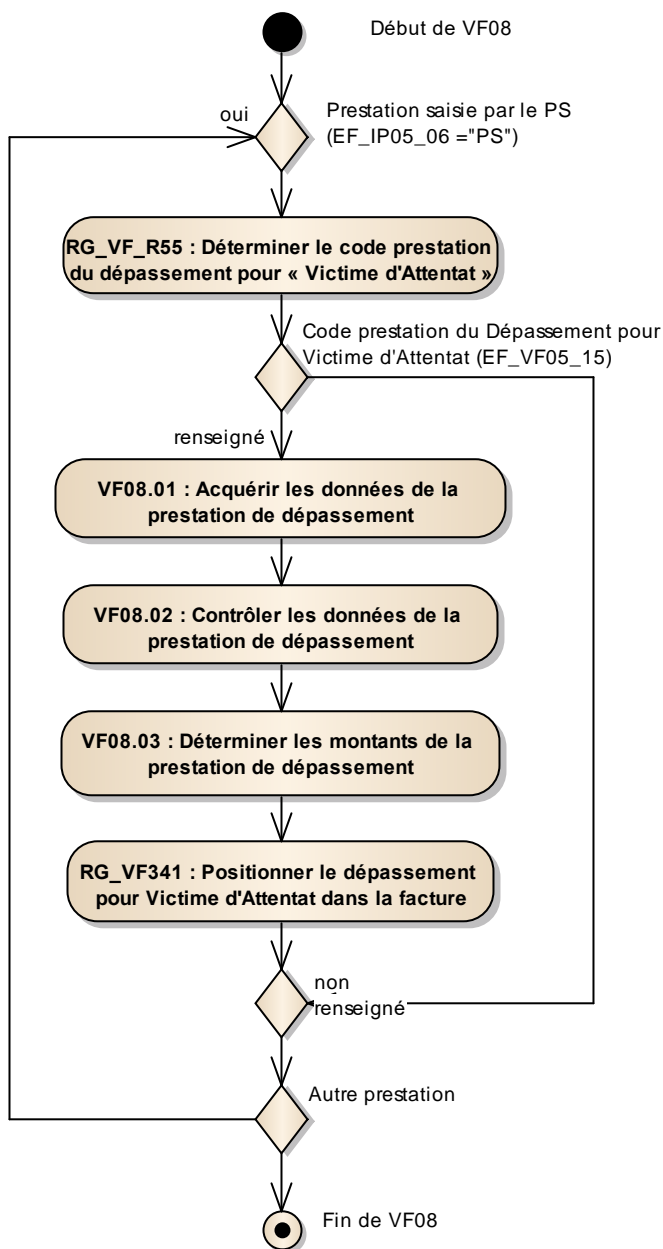 Début de VF08
oui
Prestation saisie par le PS
(EF_IP05_06 ="PS")
RG_VF_R55 : Déterminer le code prestation
du dépassement pour « Victime d'Attentat »
Code prestation du Dépassement pour
Victime d'Attentat (EF_VF05_15)
renseigné
VF08.01 : Acquérir les données de la
prestation de dépassement
VF08.02 : Contrôler les données de la
prestation de dépassement
VF08.03 : Déterminer les montants de la
prestation de dépassement
RG_VF341 : Positionner le dépassement
pour Victime d'Attentat dans la facture
non
renseigné
Autre prestation
Fin de VF08